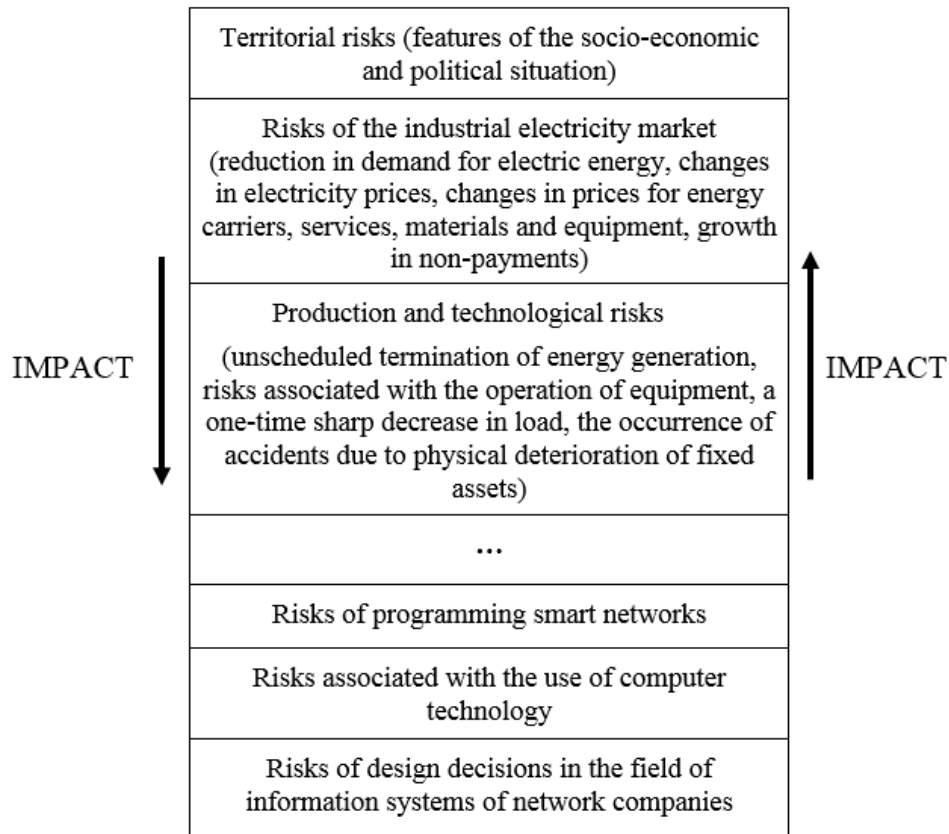 Territorial risks (features of the socio-economic
and political situation)
Risks of the industrial electricity market
(reduction in demand for electric energy, changes
in electricity prices, changes in prices for energy
carriers, services, materials and equipment, growth
in non-payments)
Production and technological risks
(unscheduled termination of energy generation,
risks associated with the operation of equipment, a
one-time sharp decrease in load, the occurrence of
accidents due to physical deterioration of fixed
assets)
IMPACT
IMPACT
...
Risks of programming smart networks
Risks associated with the use of computer
technology
Risks of design decisions in the field of
information systems of network companies